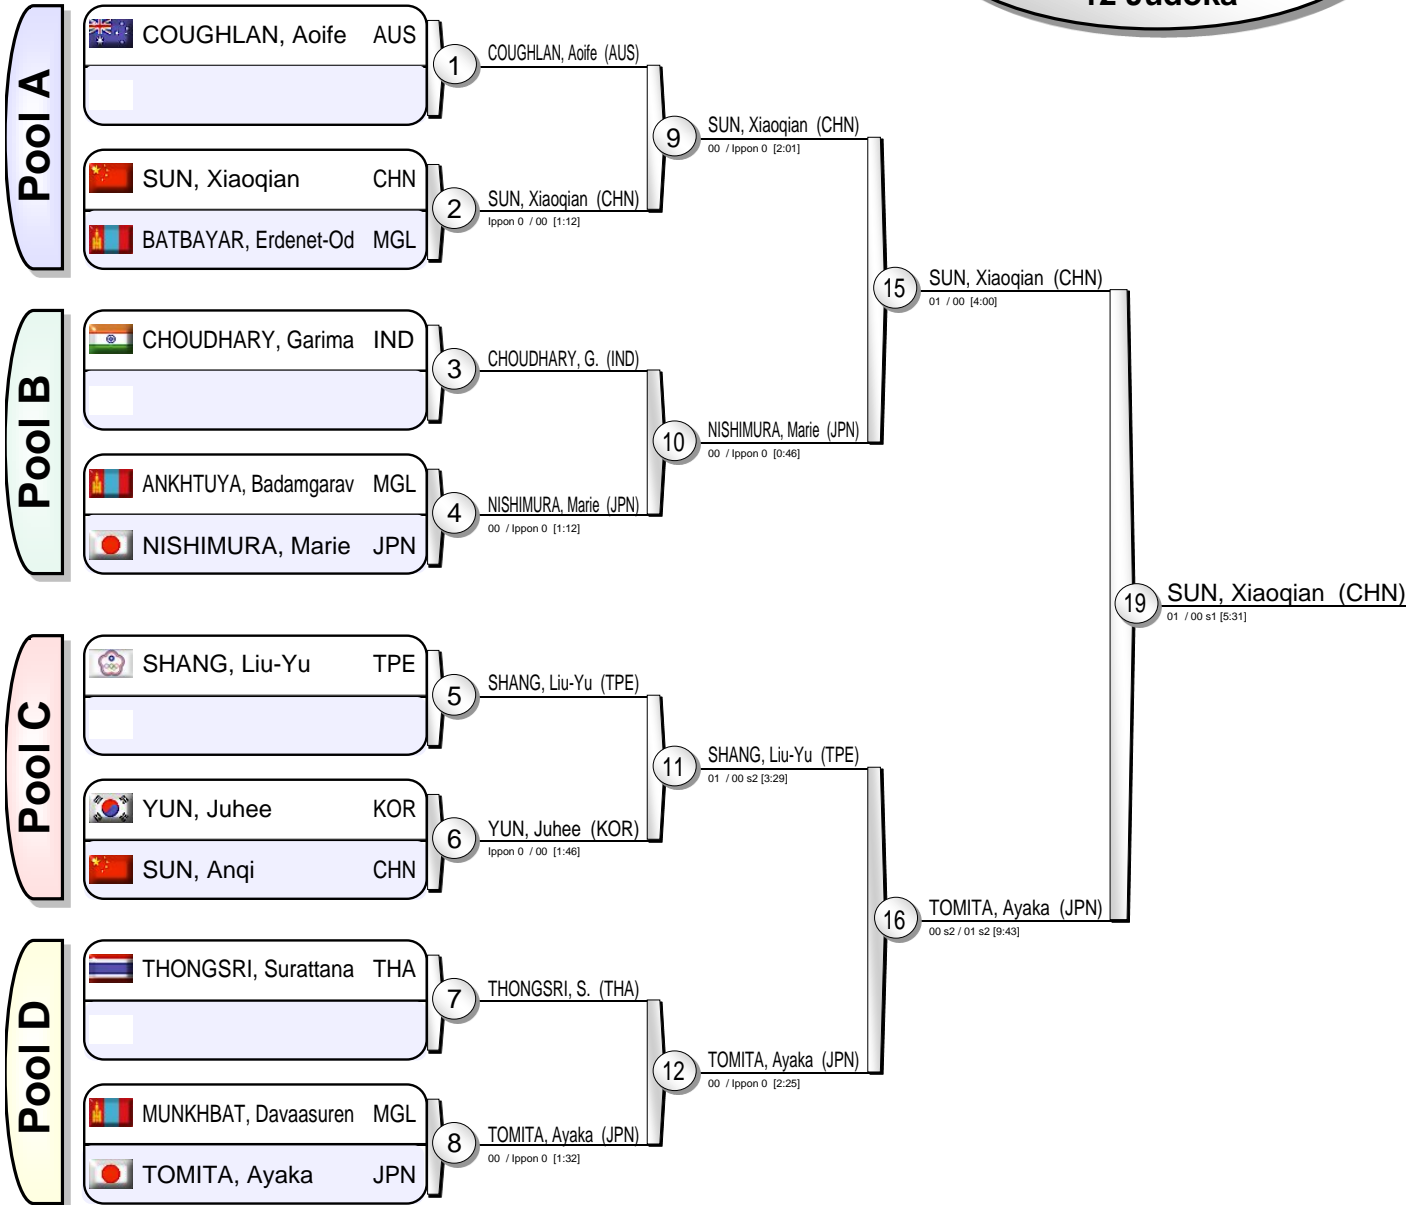 12 Judoka
Pool A
COUGHLAN, Aoife AUS
1
COUGHLAN, Aoife (AUS)
SUN, Xiaoqian CHN
BATBAYAR, Erdenet-Od MGL
2
SUN, Xiaoqian (CHN)
Ippon 0 / 00 [1:12]
9
SUN, Xiaoqian (CHN)
00 / Ippon 0 [2:01]
Pool B
CHOUDHARY, Garima IND
3
CHOUDHARY, G. (IND)
ANKHTUYA, Badamgarav MGL
NISHIMURA, Marie JPN
4
NISHIMURA, Marie (JPN)
00 / Ippon 0 [1:12]
10
NISHIMURA, Marie (JPN)
00 / Ippon 0 [0:46]
15
SUN, Xiaoqian (CHN)
01 / 00 [4:00]
Pool C
SHANG, Liu-Yu TPE
5
SHANG, Liu-Yu (TPE)
YUN, Juhee KOR
SUN, Anqi CHN
6
YUN, Juhee (KOR)
Ippon 0 / 00 [1:46]
11
SHANG, Liu-Yu (TPE)
01 / 00 s2 [3:29]
Pool D
THONGSRI, Surattana THA
7
THONGSRI, S. (THA)
MUNKHBAT, Davaasuren MGL
TOMITA, Ayaka JPN
8
TOMITA, Ayaka (JPN)
00 / Ippon 0 [1:32]
12
TOMITA, Ayaka (JPN)
00 / Ippon 0 [2:25]
16
TOMITA, Ayaka (JPN)
00 s2 / 01 s2 [9:43]
19
SUN, Xiaoqian (CHN)
01 / 00 s1 [5:31]